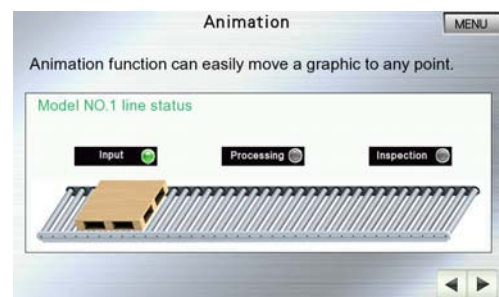 Animation
MENU
Animation function can easily move a graphic to any point.
Model NO.1 line status
Input
Processing
Inspection